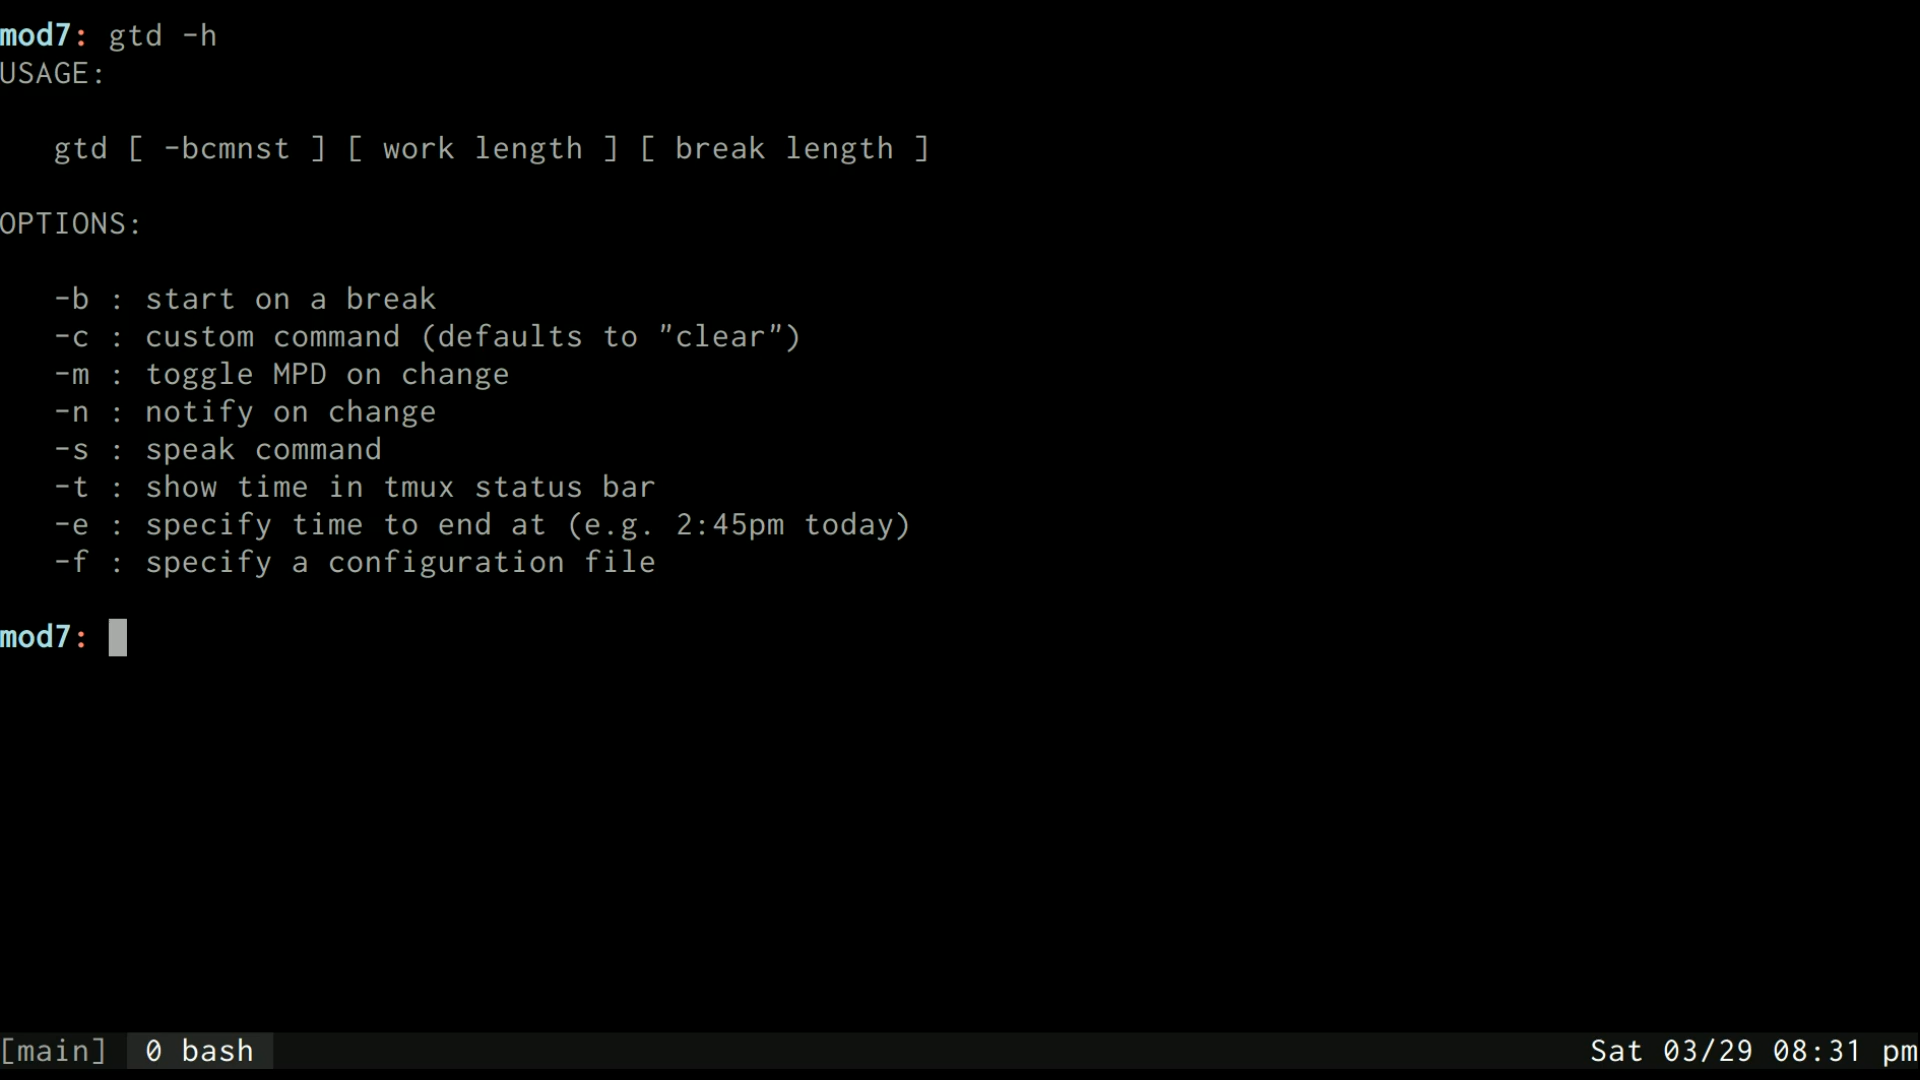 mod7: gtd -h
USAGE:
gtd [ -bcmnst ] [ work length ] [ break length ]
OPTIONS:
-b : start on a break
-c : custom command (defaults to "clear")
-m : toggle MPD on change
-n : notify on change
-s : speak command
-t : show time in tmux status bar
-e : specify time to end at (e.g. 2:45pm today)
-f : specify a configuration file
mod7:
[main] 0 bash Sat 03/29 08:31 pm